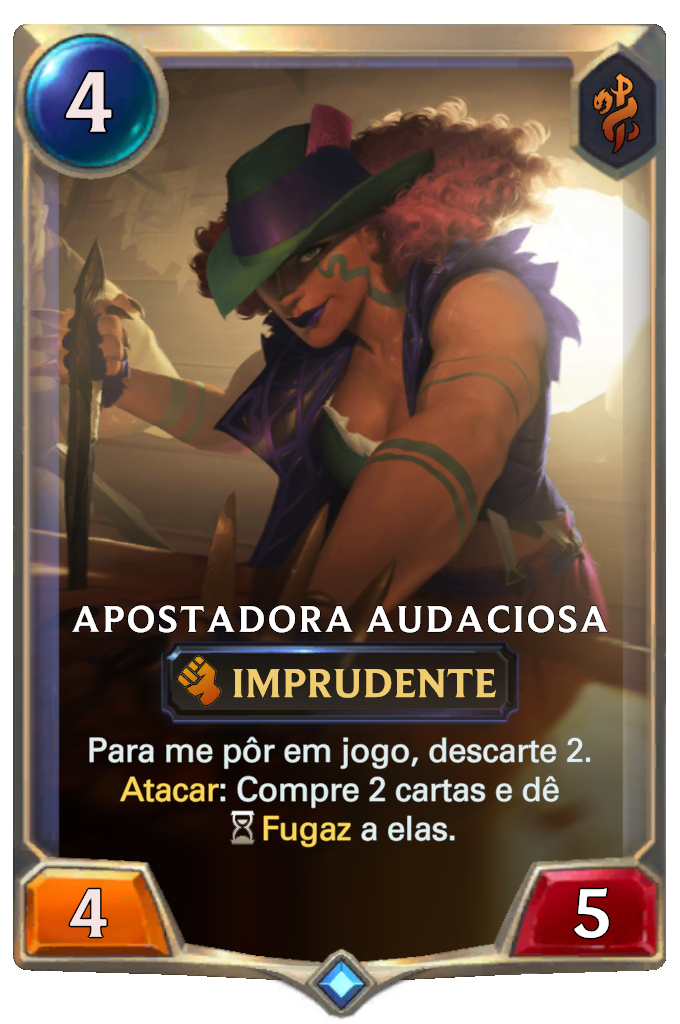 4
APOSTADORA AUDACIOSA
IMPRUDENTE
Para me pôr em jogo, descarte 2.
Atacar: Compre 2 cartas e dê
Fugaz a elas.
4
5